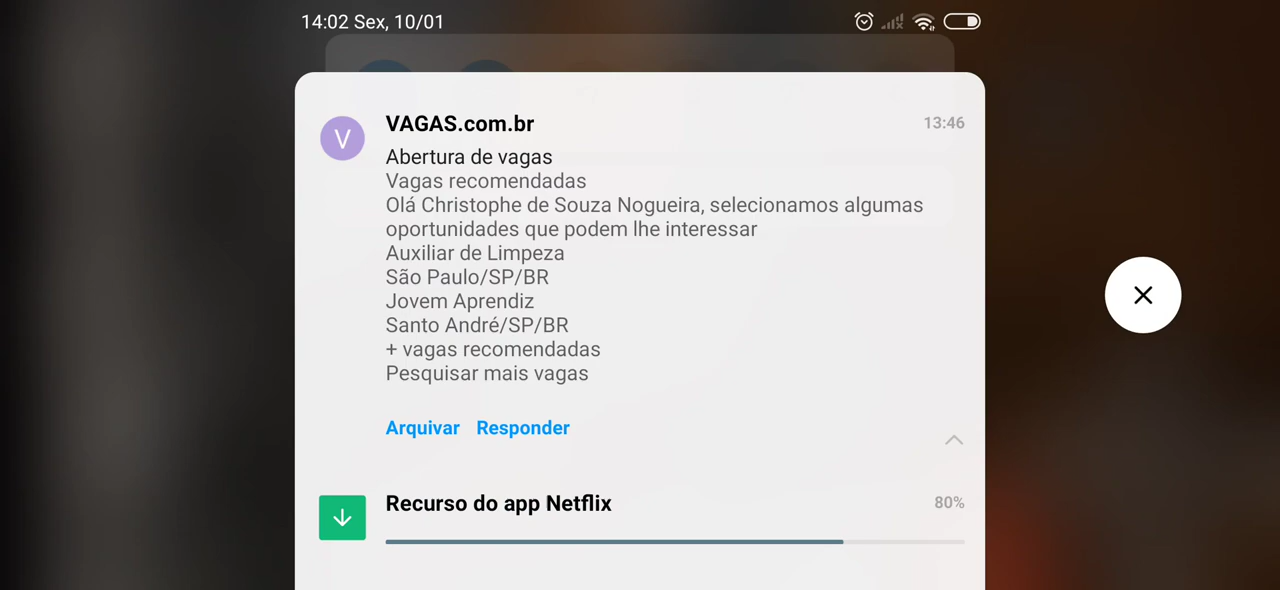 14:02 Sex, 10/01
V
VAGAS.com.br
13:46
Abertura de vagas
Vagas recomendadas
Olá Christophe de Souza Nogueira, selecionamos algumas
oportunidades que podem lhe interessar
Auxiliar de Limpeza
São Paulo/SP/BR
Jovem Aprendiz
Santo André/SP/BR
+ vagas recomendadas
Pesquisar mais vagas
Arquivar Responder
Recurso do app Netflix
80%